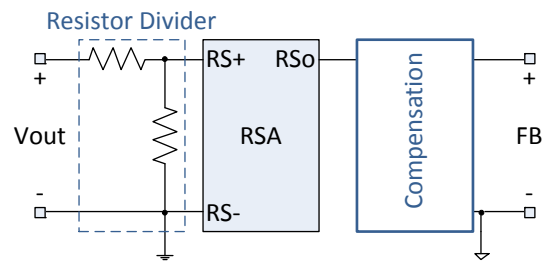 Resistor Divider
RS+ RSo
+ +
Vout RSA Compensation FB
- -
RS-